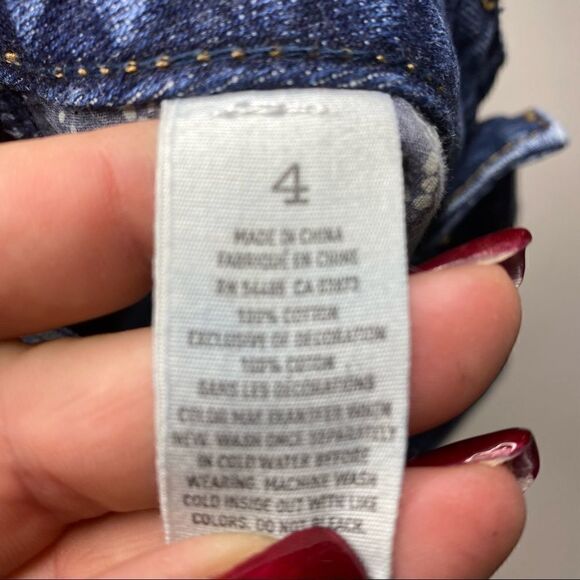 4
MADE IN CHINA
FABRIQUÉ EN CHINE
RN 54485 CA
100% COTTON
EXCLUSIVE OF DECORATION
100% COTON
SANS LES DECORATIONS
COLOR MAY TRANSFER WHEN
NEW. WASH ONCE SEPARATELY
IN COLD WATER BEFORE
WEARING. MACHINE WASH
COLD INSIDE OUT WITH LIKE
COLORS. DO NOT BLEACH.